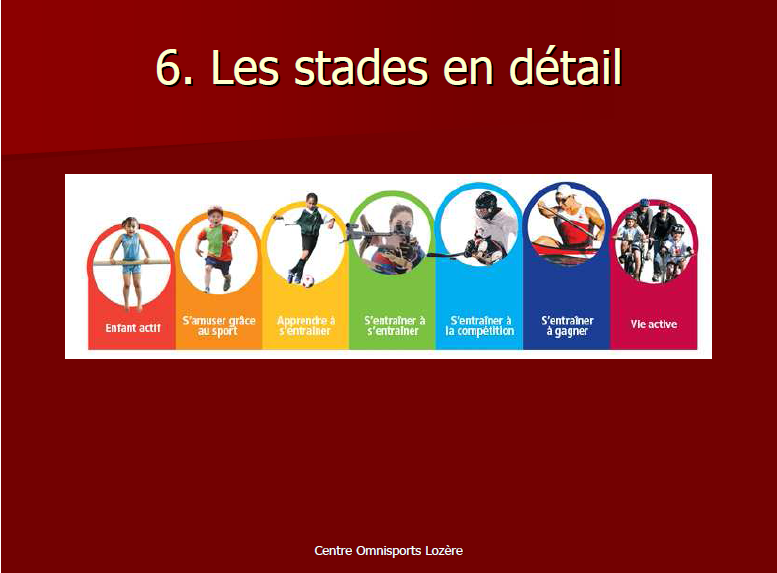 6. Les stades en détail
Enfant actif
S'amuser grâce
au sport
Apprendre à
s'entraîner
S'entraîner à
s'entraîner
S'entraîner à
la compétition
S'entraîner
à gagner
Vie active
Centre Omnisports Lozère